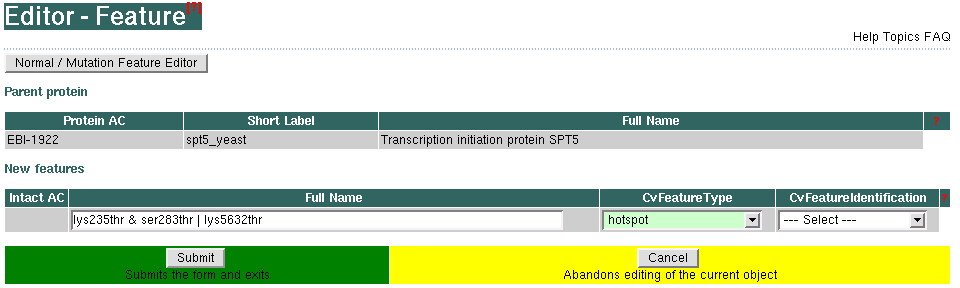 Editor - Feature[?]
Help Topics FAQ
Normal / Mutation Feature Editor
Parent protein
Protein AC Short Label Full Name ?
EBI-1922 spt5_yeast Transcription initiation protein SPT5
New features
Intact AC Full Name CvFeatureType CvFeatureIdentification
lys235thr & ser283thr | lys5632thr hotspot --- Select ---
Submit Cancel
Submits the form and exits Abandons editing of the current object